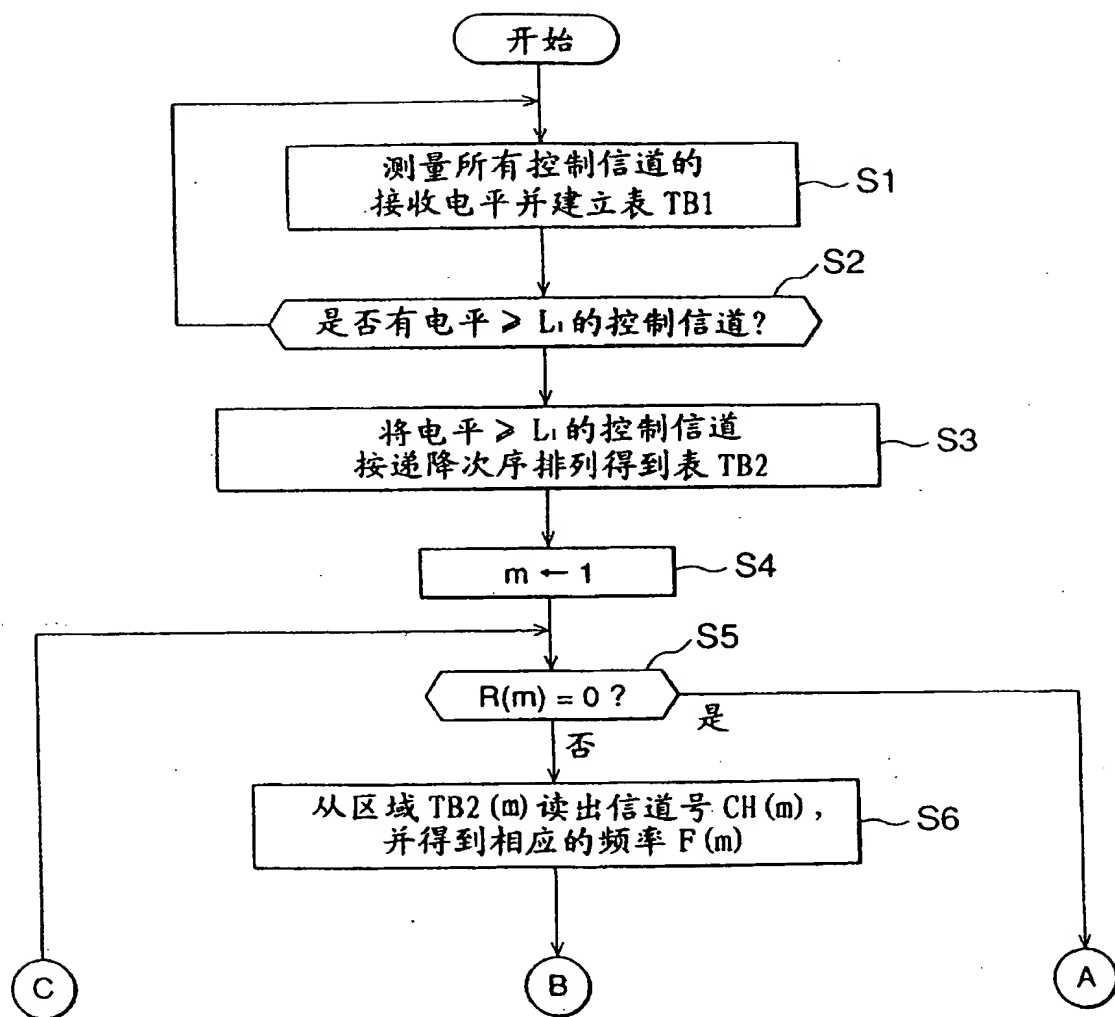 开始
测量所有控制信道的
接收电平并建立表 TB1
S1
S2
是否有电平 ≥ L₁的控制信道?
将电平 ≥ L₁的控制信道
按递降次序排列得到表 TB2
S3
m ← 1
S4
S5
R(m) = 0 ?
是
否
从区域 TB2(m)读出信道号 CH(m),
并得到相应的频率 F(m)
S6
C
B
A